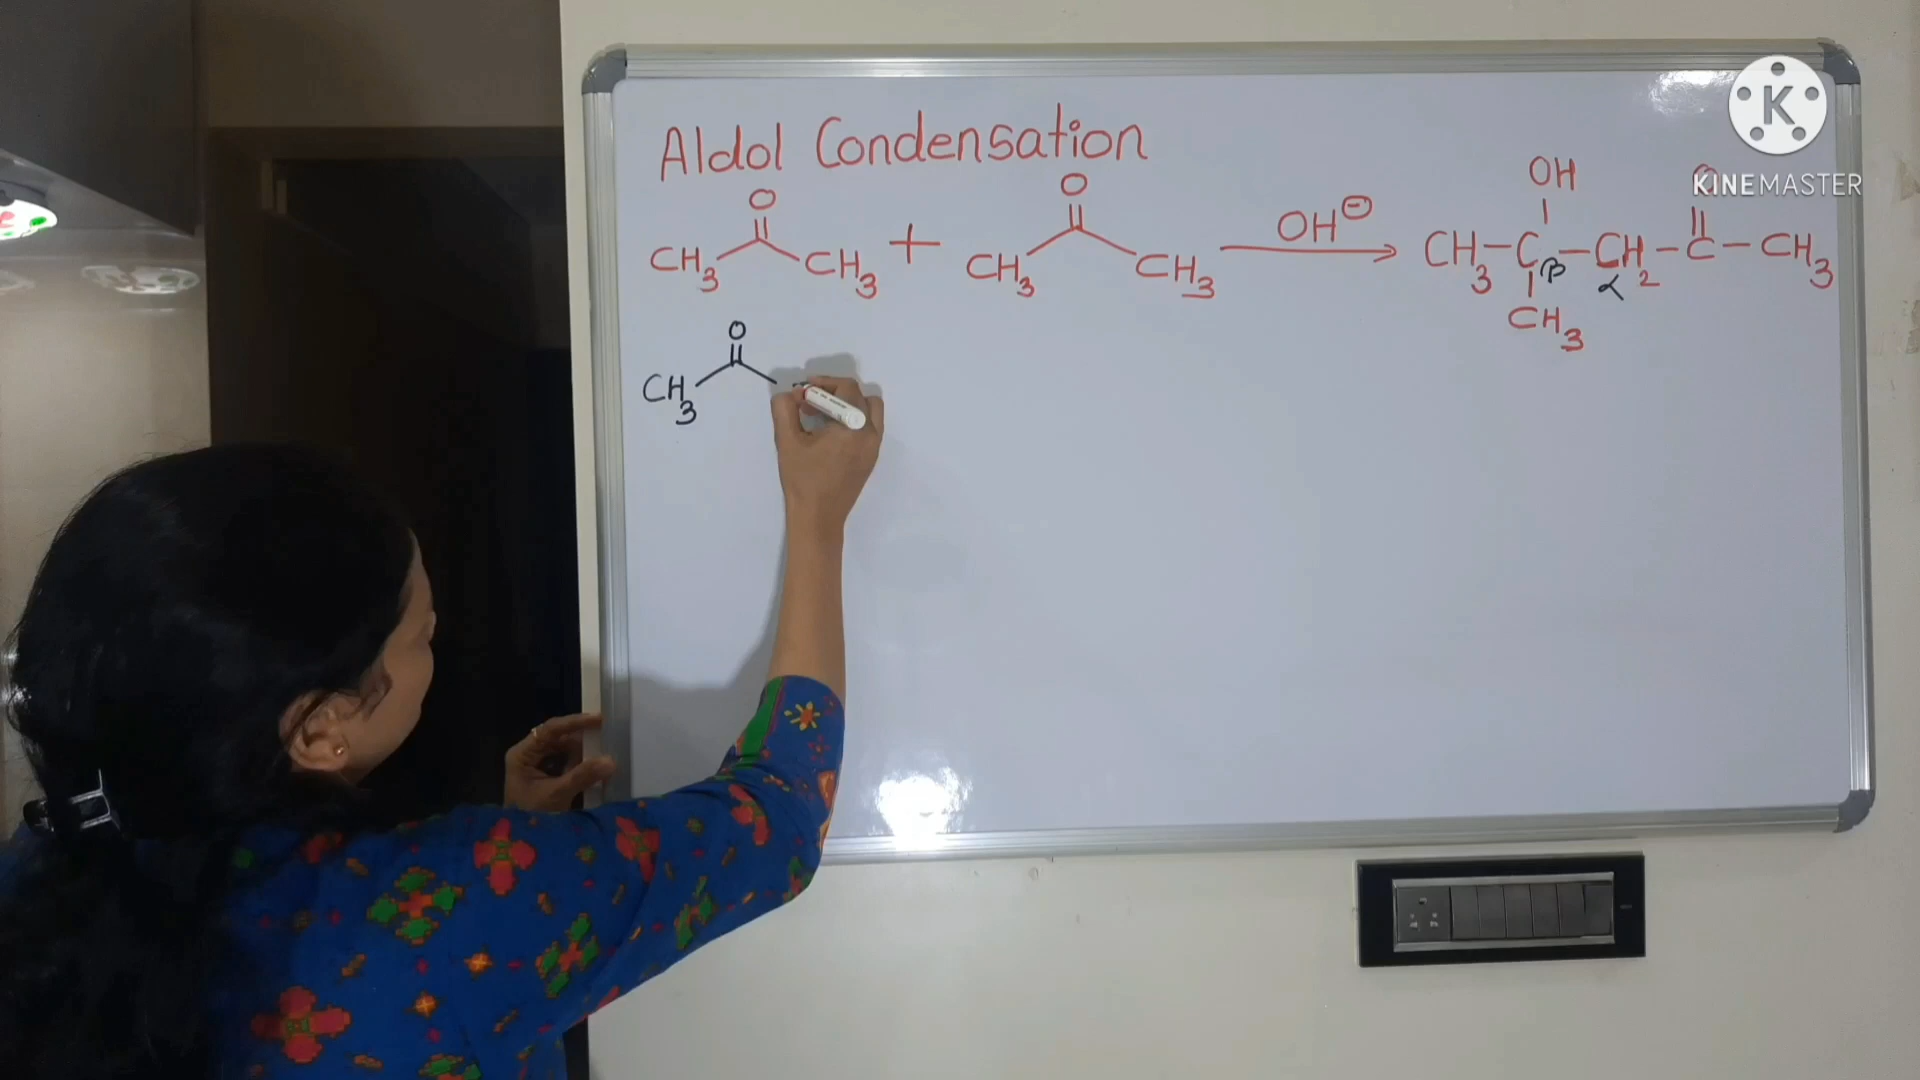 Aldol Condensation
O
CH3 CH3 + O
CH3 CH3 OH⊖ → OH O
CH3-C-CH2-C-CH3
β α
CH3
O
CH3
K
KINEMASTER